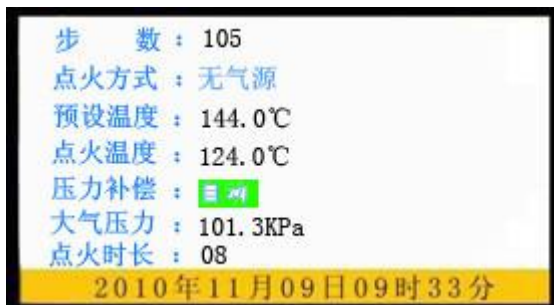 步 数：105
点火方式：无气源
预设温度：144.0℃
点火温度：124.0℃
压力补偿：
大气压力：101.3KPa
点火时长：08
2010年11月09日09时33分